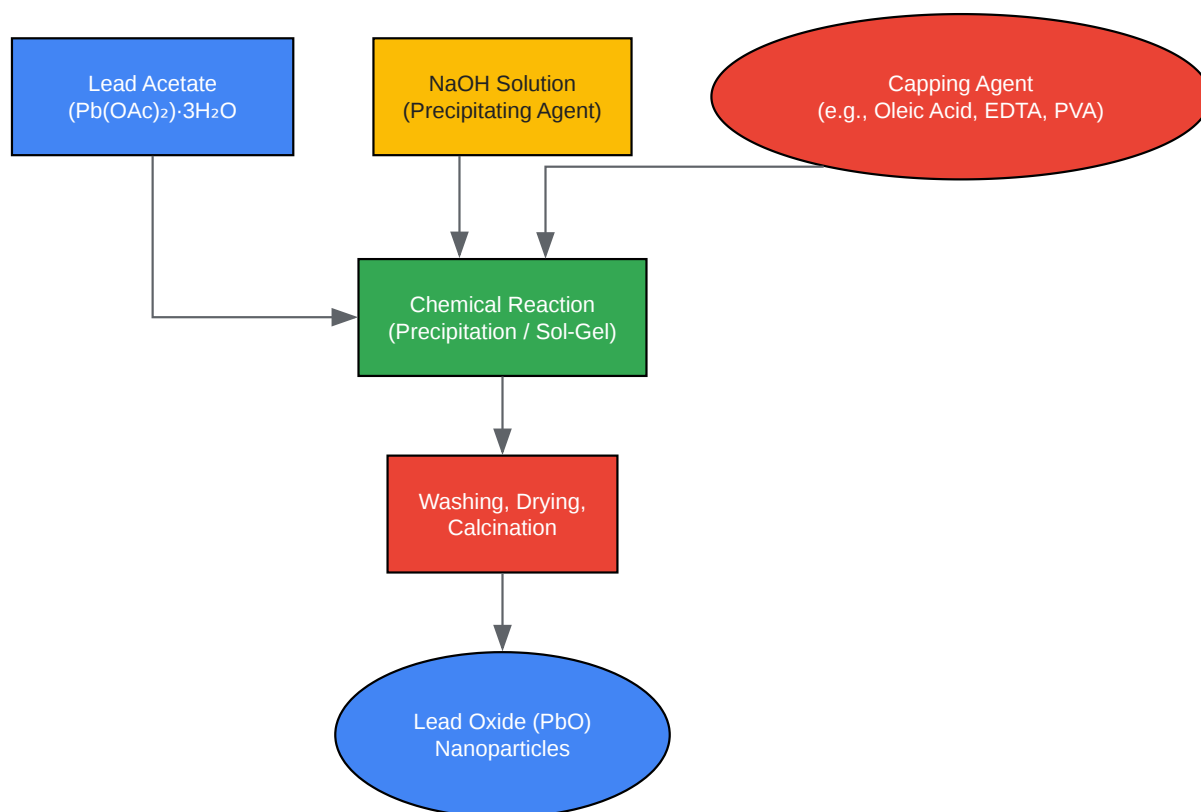 Lead Acetate
(Pb(OAc)₂)·3H₂O
NaOH Solution
(Precipitating Agent)
Capping Agent
(e.g., Oleic Acid, EDTA, PVA)
Chemical Reaction
(Precipitation / Sol-Gel)
Washing, Drying,
Calcination
Lead Oxide (PbO)
Nanoparticles